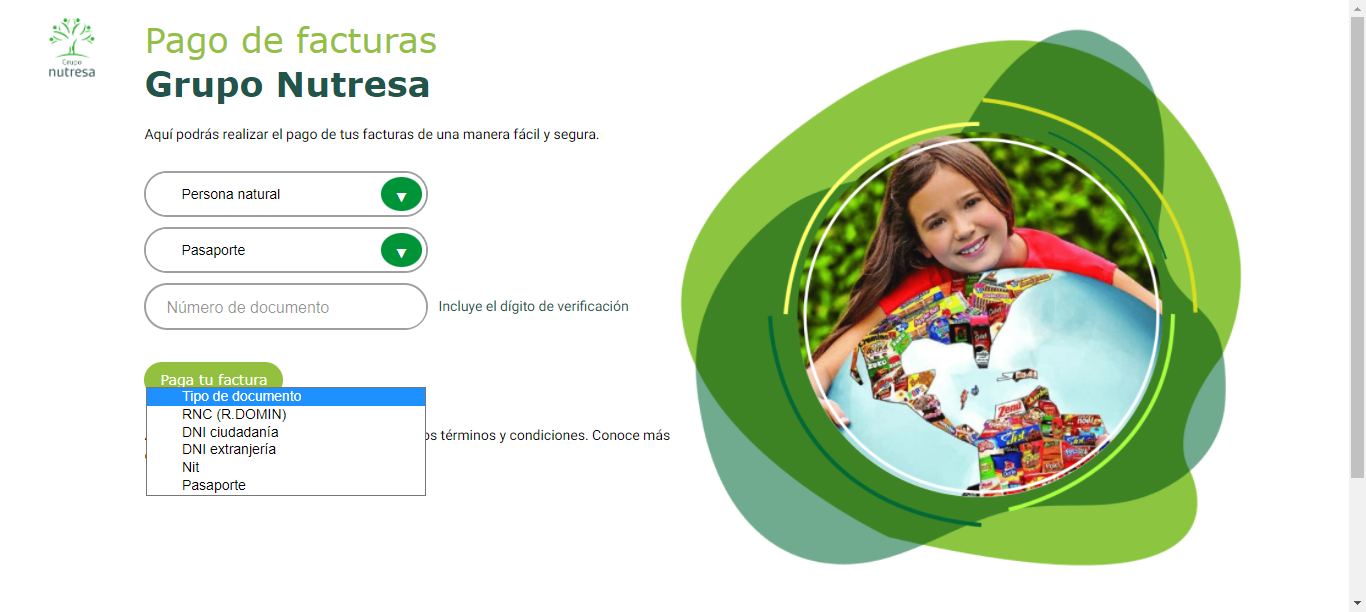 Grupo
nutresa
Pago de facturas
Grupo Nutresa
Aquí podrás realizar el pago de tus facturas de una manera fácil y segura.
Persona natural
Pasaporte
Número de documento
Incluye el dígito de verificación
Paga tu factura
Tipo de documento
RNC (R.DOMIN)
DNI ciudadanía
DNI extranjería
Nit
Pasaporte
os términos y condiciones. Conoce más
Zenú
Jet